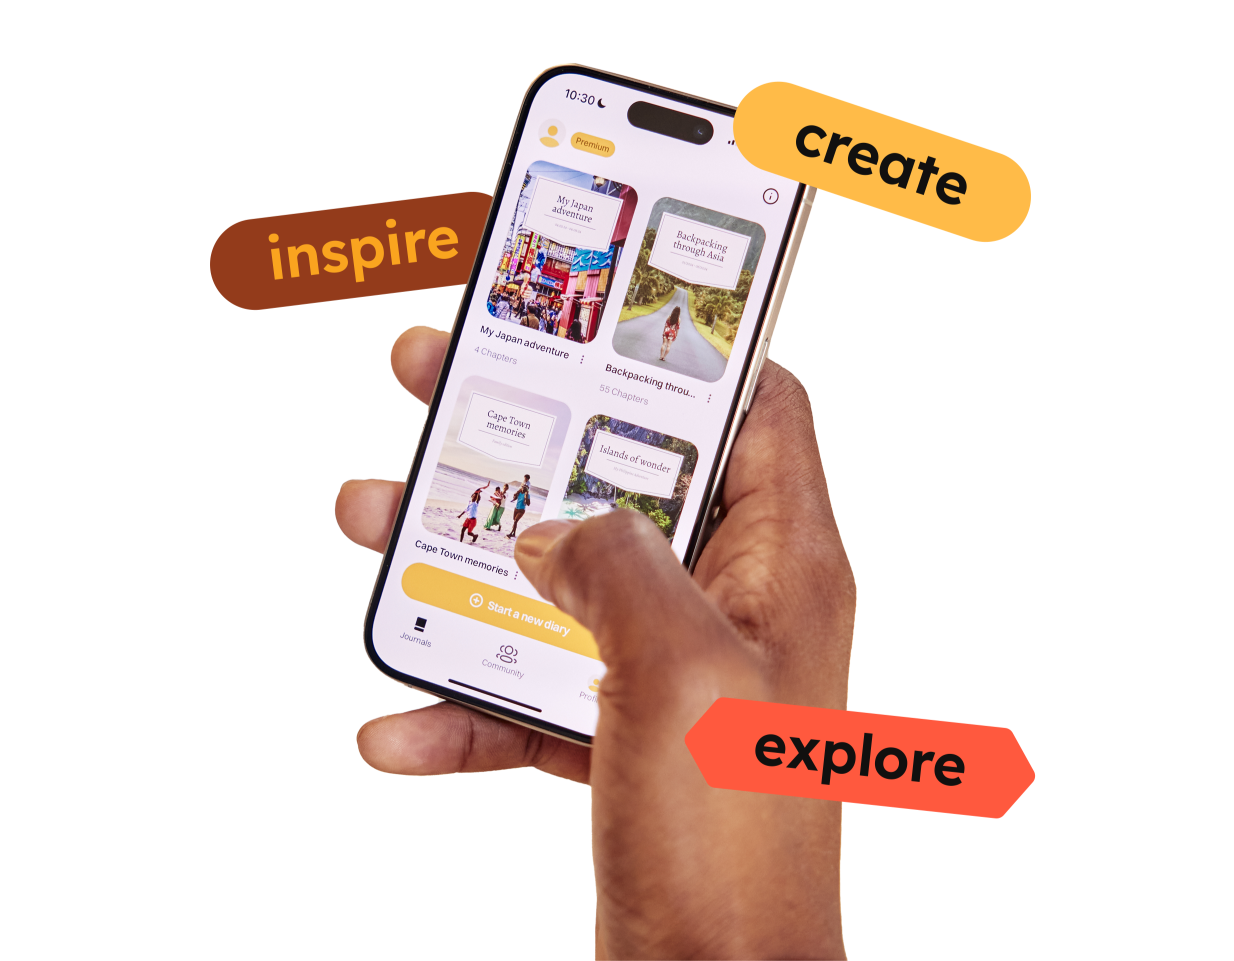 10:30
Premium
create
inspire
My Japan
adventure
Backpacking
through Asia
My Japan adventure
4 Chapters
Backpacking throu...
55 Chapters
Cape Town
memories
Islands of wonder
Cape Town memories
Start a new diary
Journals
Community
explore